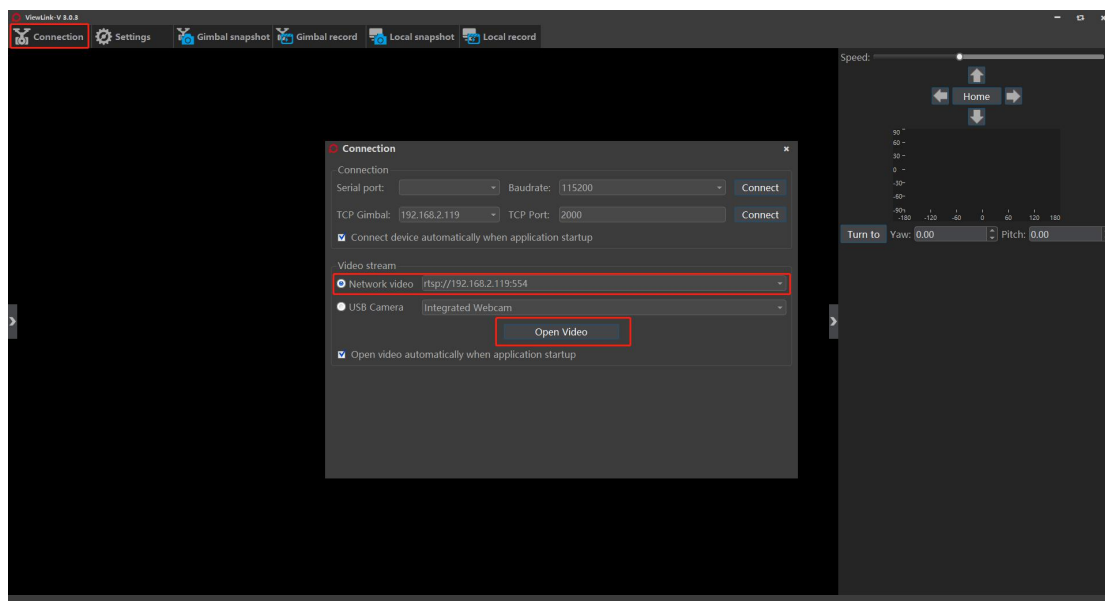 ViewLink-V 3.0.3
Connection Settings Gimbal snapshot Gimbal record Local snapshot Local record
Speed:
Home
90
60
30
0
-30
-60
-90
-180 -120 -60 0 60 120 180
Turn to Yaw: 0.00 Pitch: 0.00
Connection
Connection
Serial port: Baudrate: 115200 Connect
TCP Gimbal: 192.168.2.119 TCP Port: 2000 Connect
Connect device automatically when application startup
Video stream
Network video rtsp://192.168.2.119:554
USB Camera Integrated Webcam
Open Video
Open video automatically when application startup